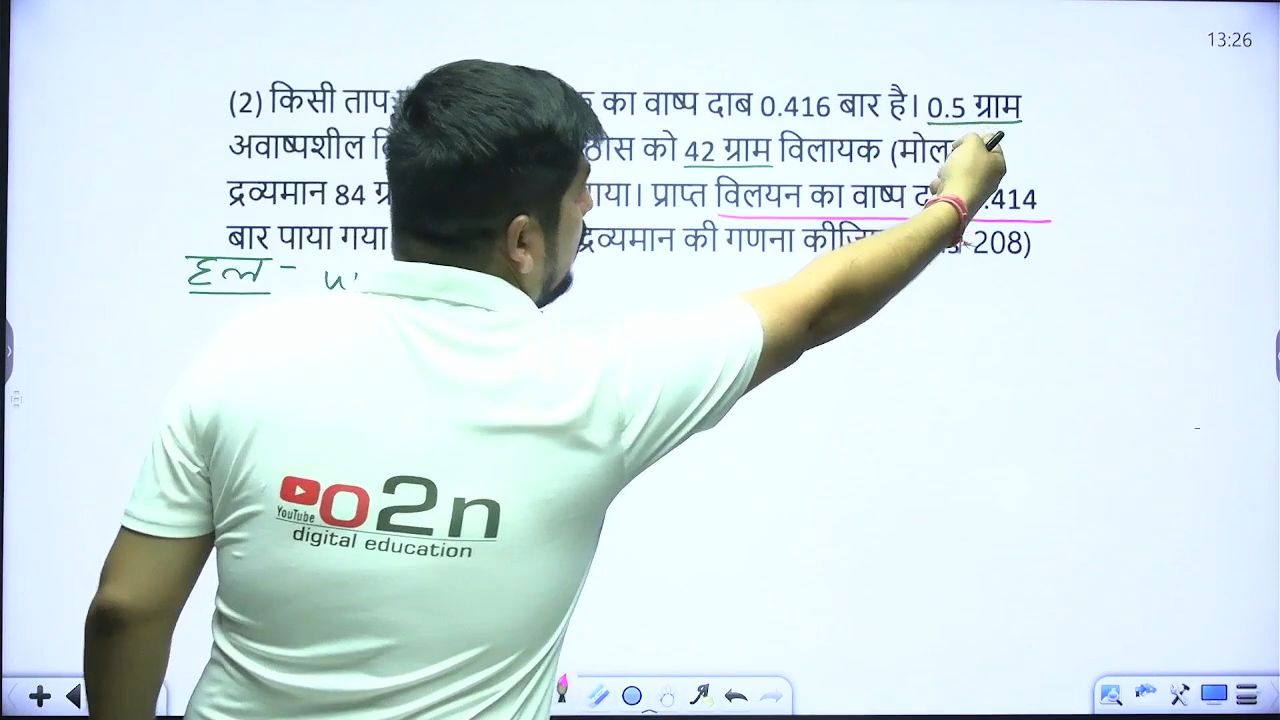 13:26
(2) किसी ताप का वाष्प दाब 0.416 बार है। 0.5 ग्राम
अवाष्पशील को 42 ग्राम विलायक
द्रव्यमान 84 प्राप्त विलयन का वाष्प .414
बार पाया गया द्रव्यमान की गणना 208)
हल -
YouTube o2n
digital education